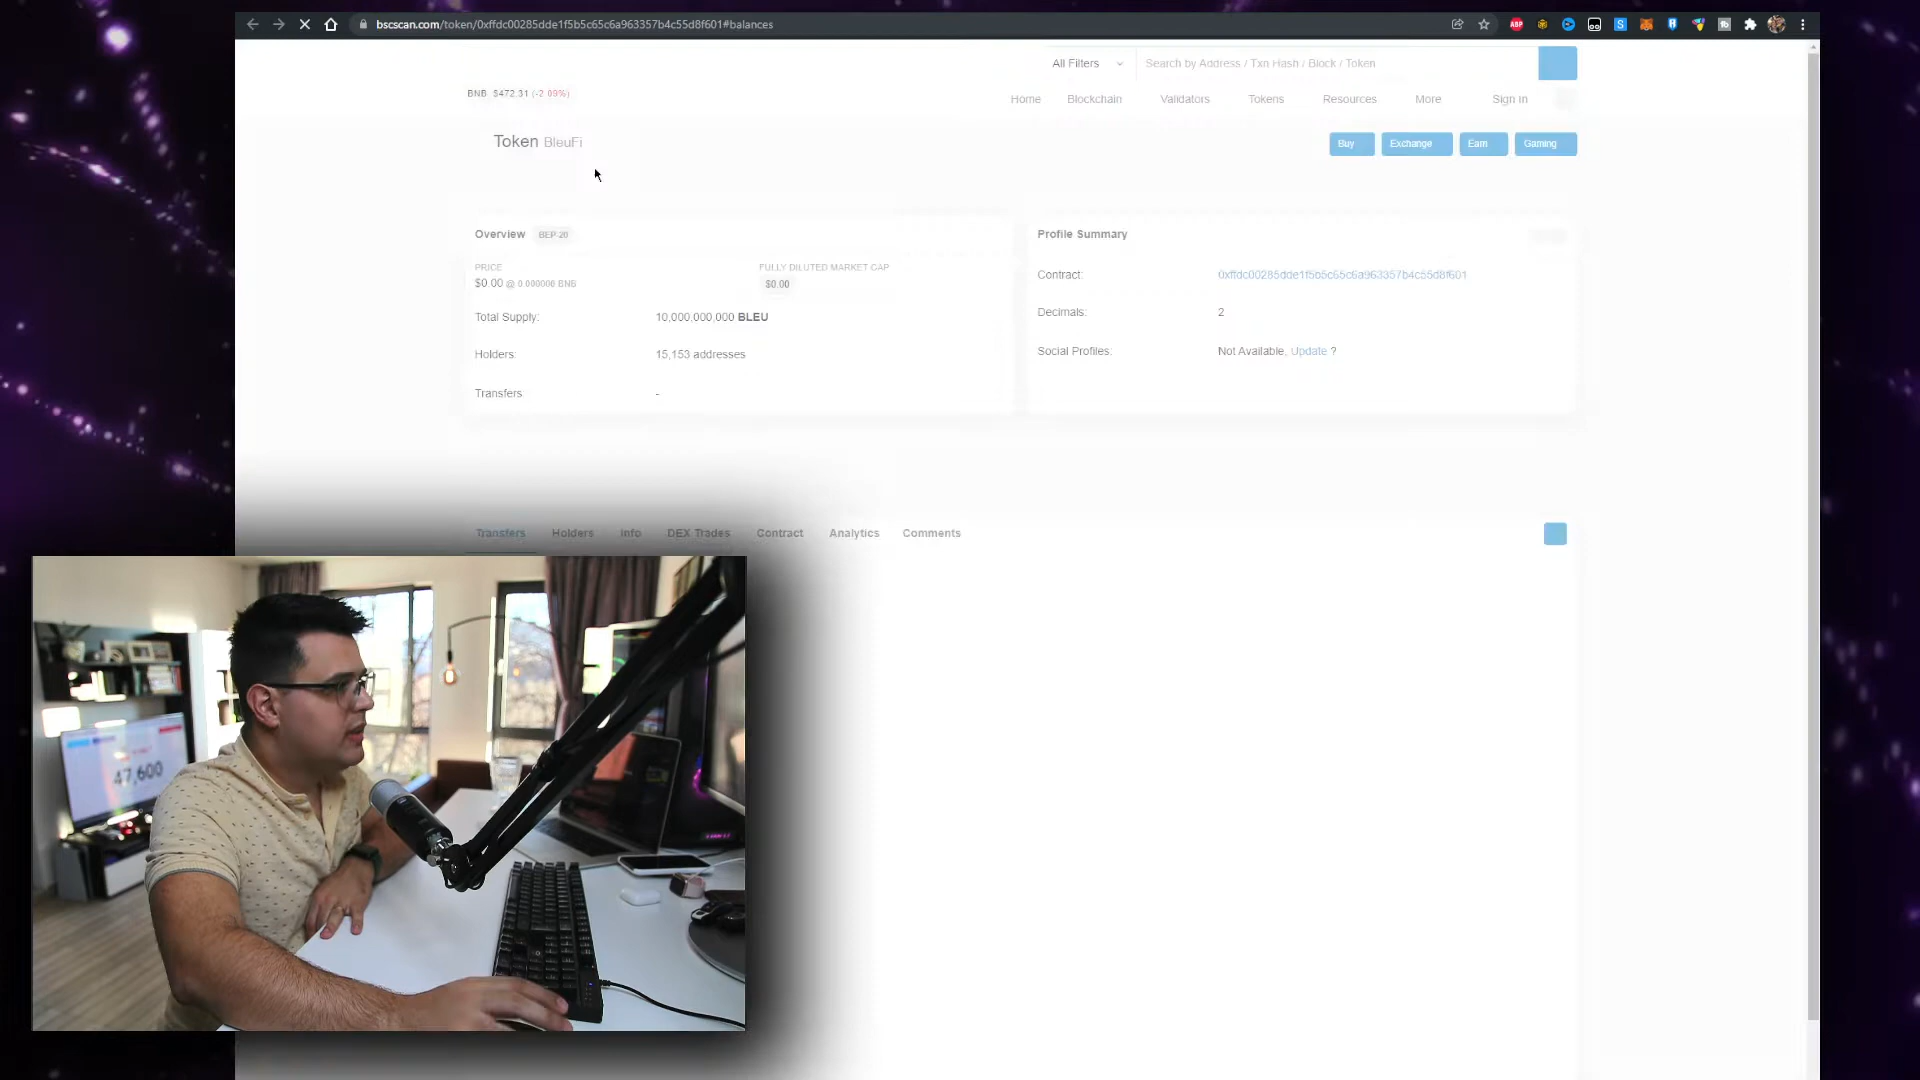 bscscan.com/token/0xffdc00285dde1f5b5c65c6a963357b4c55d8f601#balances
All Filters
Search by Address / Txn Hash / Block / Token
BNB: $472.31 (-2.09%)
Home Blockchain Validators Tokens Resources More Sign In
Token BleuFi
Buy Exchange Earn Gaming
Overview BEP-20
Profile Summary
PRICE
FULLY DILUTED MARKET CAP
$0.00 @ 0.000000 BNB
$0.00
Contract: 0xffdc00285dde1f5b5c65c6a963357b4c55d8f601
Total Supply: 10,000,000,000 BLEU
Decimals: 2
Holders: 15,153 addresses
Social Profiles: Not Available, Update ?
Transfers: -
Transfers Holders Info DEX Trades Contract Analytics Comments
47,600